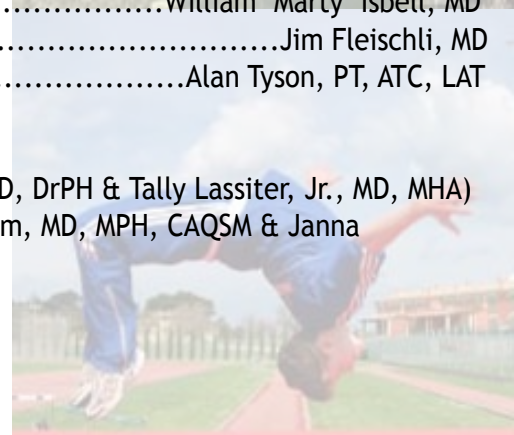 ................William "Marty" Isbell, MD
.............................Jim Fleischli, MD
...................Alan Tyson, PT, ATC, LAT
D, DrPH & Tally Lassiter, Jr., MD, MHA)
m, MD, MPH, CAQSM & Janna